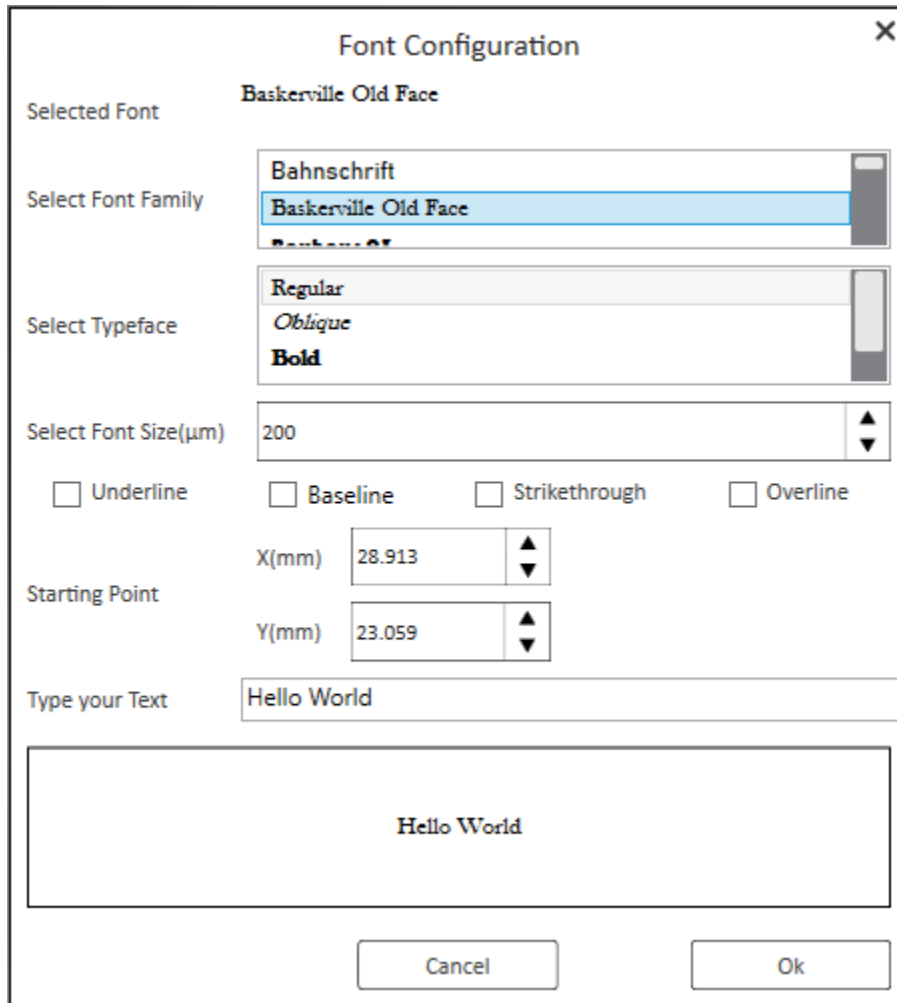 Font Configuration
Selected Font Baskerville Old Face
Select Font Family
Bahnschrift
Baskerville Old Face
Select Typeface
Regular
Oblique
Bold
Select Font Size(μm) 200
Underline Baseline Strikethrough Overline
Starting Point
X(mm) 28.913
Y(mm) 23.059
Type your Text Hello World
Hello World
Cancel Ok